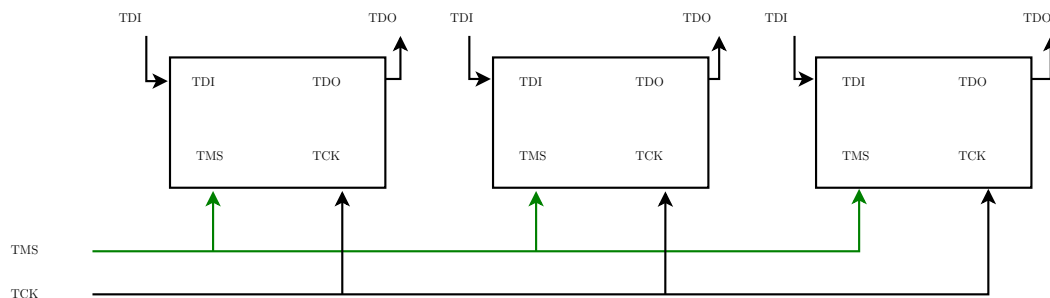 TDI TDO TDI TDO TDI TDO
TDI TDO TDI TDO TDI TDO
TMS TCK TMS TCK TMS TCK
TMS
TCK